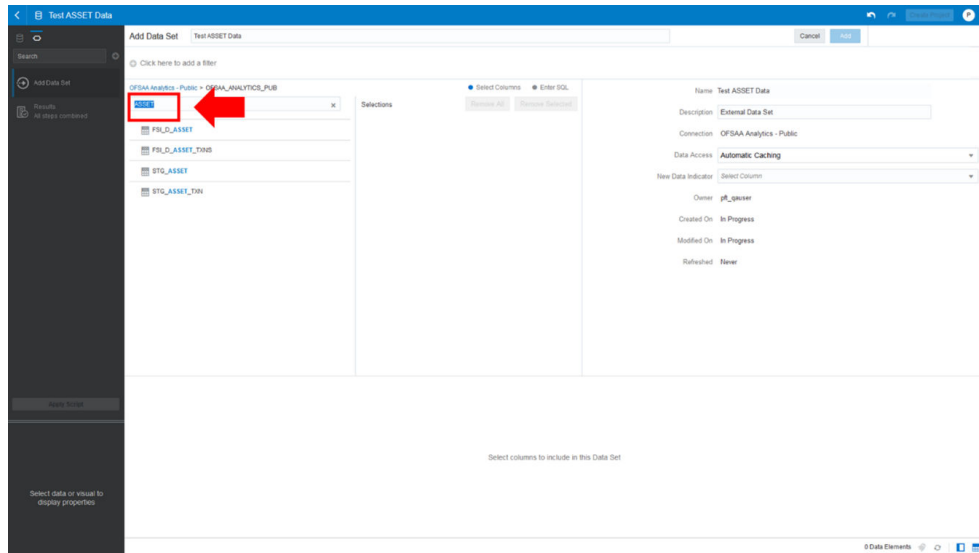 Test ASSET Data
Create Project
P
Add Data Set
Test ASSET Data
Cancel
Add
Search
Click here to add a filter
Add Data Set
Results
All steps combined
OFSAA Analytics - Public > OFSAA_ANALYTICS_PUB
Select Columns
Enter SQL
ASSET
×
Selections
Remove All
Remove Selected
FSI_D_ASSET
FSI_D_ASSET_TXNS
STG_ASSET
STG_ASSET_TXN
Name Test ASSET Data
Description External Data Set
Connection OFSAA Analytics - Public
Data Access Automatic Caching
New Data Indicator Select Column
Owner pft_qauser
Created On In Progress
Modified On In Progress
Refreshed Never
Apply Script
Select columns to include in this Data Set
Select data or visual to
display properties
0 Data Elements